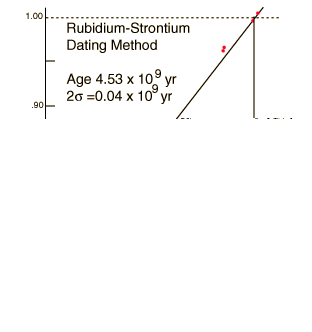 1.00
Rubidium-Strontium
Dating Method
Age 4.53 x 10⁹ yr
2σ =0.04 x 10⁹ yr
.90